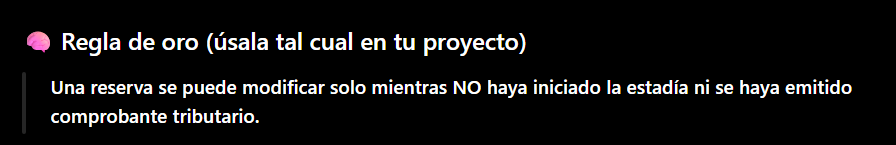 🧠 Regla de oro (úsala tal cual en tu proyecto)
Una reserva se puede modificar solo mientras NO haya iniciado la estadía ni se haya emitido
comprobante tributario.